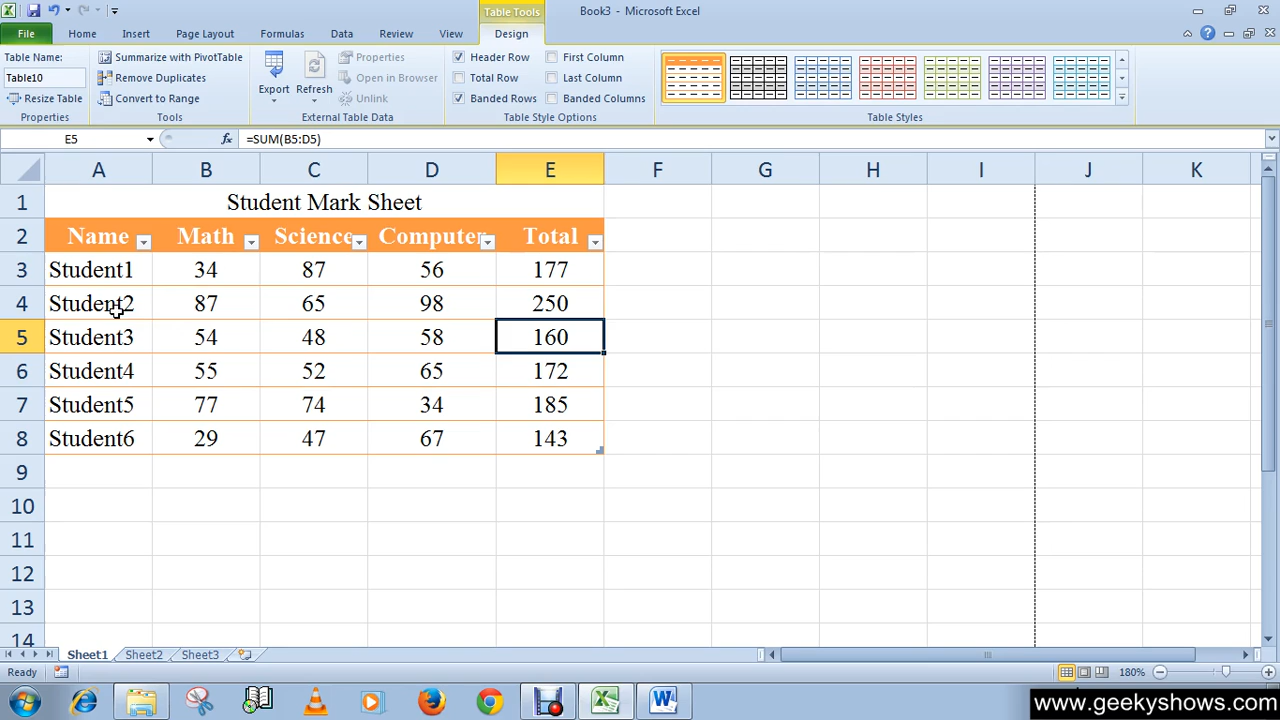 Table Tools
Book3 - Microsoft Excel
File Home Insert Page Layout Formulas Data Review View Design
Table Name:
Table10
Resize Table
Properties
Summarize with PivotTable
Remove Duplicates
Convert to Range
Tools
Export
Refresh
Properties
Open in Browser
Unlink
External Table Data
Header Row
Total Row
Banded Rows
First Column
Last Column
Banded Columns
Table Style Options
Table Styles
E5 fx =SUM(B5:D5)
A B C D E F G H I J K
1 Student Mark Sheet
2 Name Math Science Computer Total
3 Student1 34 87 56 177
4 Student2 87 65 98 250
5 Student3 54 48 58 160
6 Student4 55 52 65 172
7 Student5 77 74 34 185
8 Student6 29 47 67 143
9
10
11
12
13
14
Sheet1 Sheet2 Sheet3
Ready 180%
www.geekyshows.com